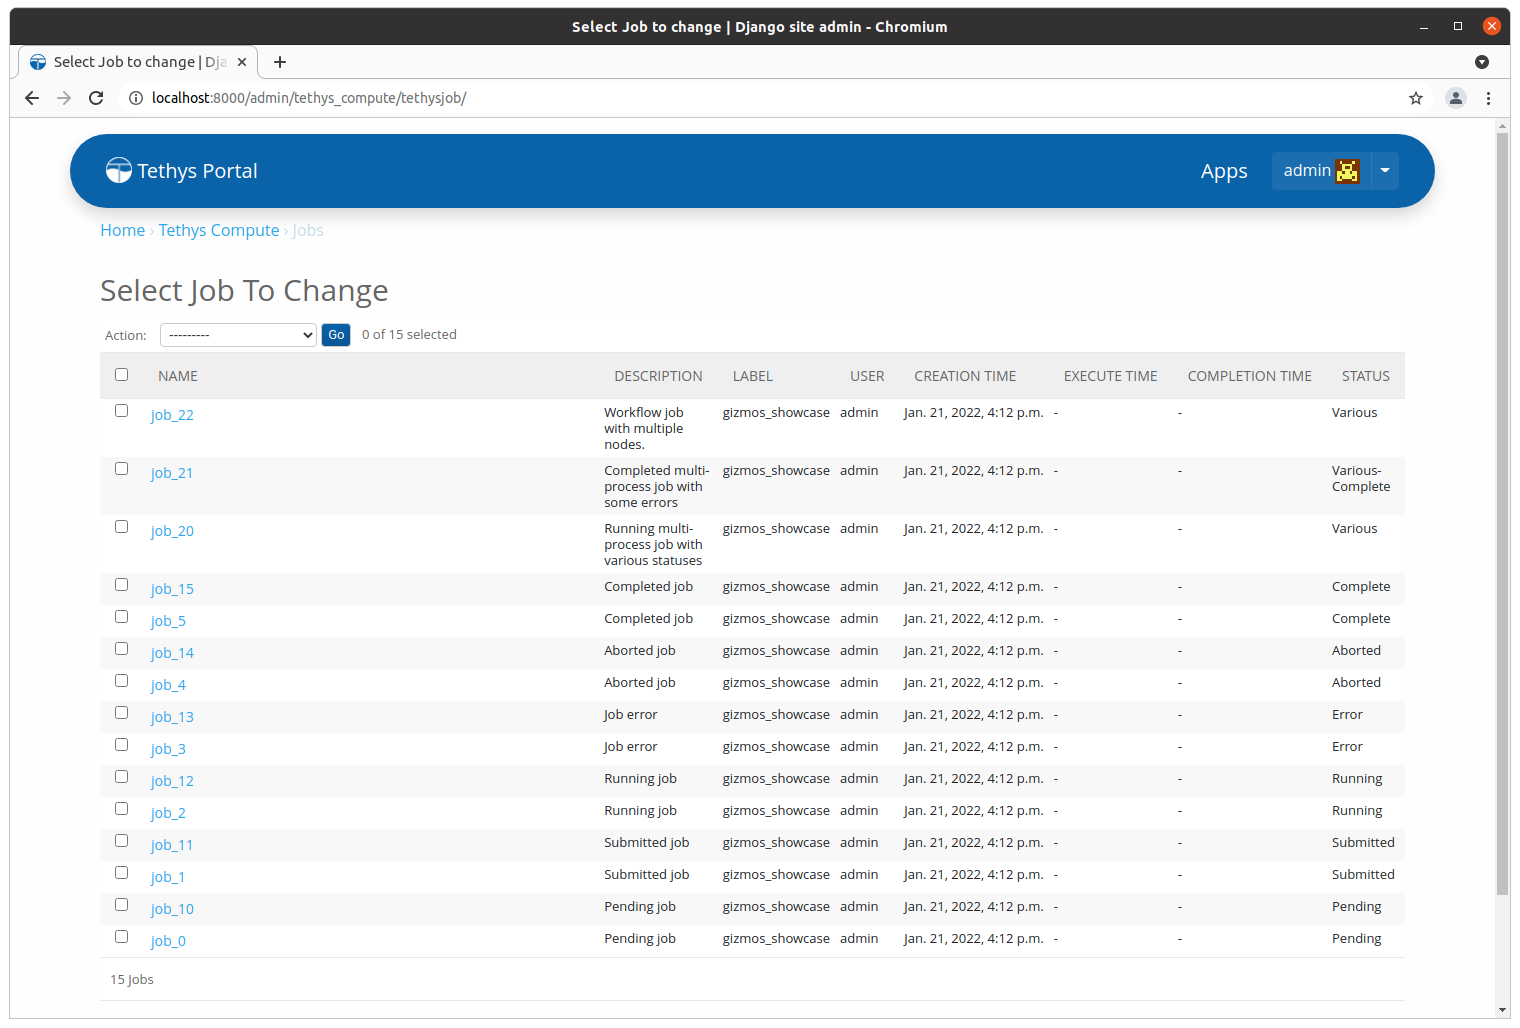 Select Job to change | Django site admin - Chromium
Select Job to change | Dja
localhost:8000/admin/tethys_compute/tethysjob/
Tethys Portal
Apps
admin
Home › Tethys Compute › Jobs
Select Job To Change
Action: --------- Go 0 of 15 selected
NAME DESCRIPTION LABEL USER CREATION TIME EXECUTE TIME COMPLETION TIME STATUS
job_22 Workflow job gizmos_showcase admin Jan. 21, 2022, 4:12 p.m. - - Various
with multiple
nodes.
job_21 Completed multi- gizmos_showcase admin Jan. 21, 2022, 4:12 p.m. - - Various-
process job with Complete
some errors
job_20 Running multi- gizmos_showcase admin Jan. 21, 2022, 4:12 p.m. - - Various
process job with
various statuses
job_15 Completed job gizmos_showcase admin Jan. 21, 2022, 4:12 p.m. - - Complete
job_5 Completed job gizmos_showcase admin Jan. 21, 2022, 4:12 p.m. - - Complete
job_14 Aborted job gizmos_showcase admin Jan. 21, 2022, 4:12 p.m. - - Aborted
job_4 Aborted job gizmos_showcase admin Jan. 21, 2022, 4:12 p.m. - - Aborted
job_13 Job error gizmos_showcase admin Jan. 21, 2022, 4:12 p.m. - - Error
job_3 Job error gizmos_showcase admin Jan. 21, 2022, 4:12 p.m. - - Error
job_12 Running job gizmos_showcase admin Jan. 21, 2022, 4:12 p.m. - - Running
job_2 Running job gizmos_showcase admin Jan. 21, 2022, 4:12 p.m. - - Running
job_11 Submitted job gizmos_showcase admin Jan. 21, 2022, 4:12 p.m. - - Submitted
job_1 Submitted job gizmos_showcase admin Jan. 21, 2022, 4:12 p.m. - - Submitted
job_10 Pending job gizmos_showcase admin Jan. 21, 2022, 4:12 p.m. - - Pending
job_0 Pending job gizmos_showcase admin Jan. 21, 2022, 4:12 p.m. - - Pending
15 Jobs